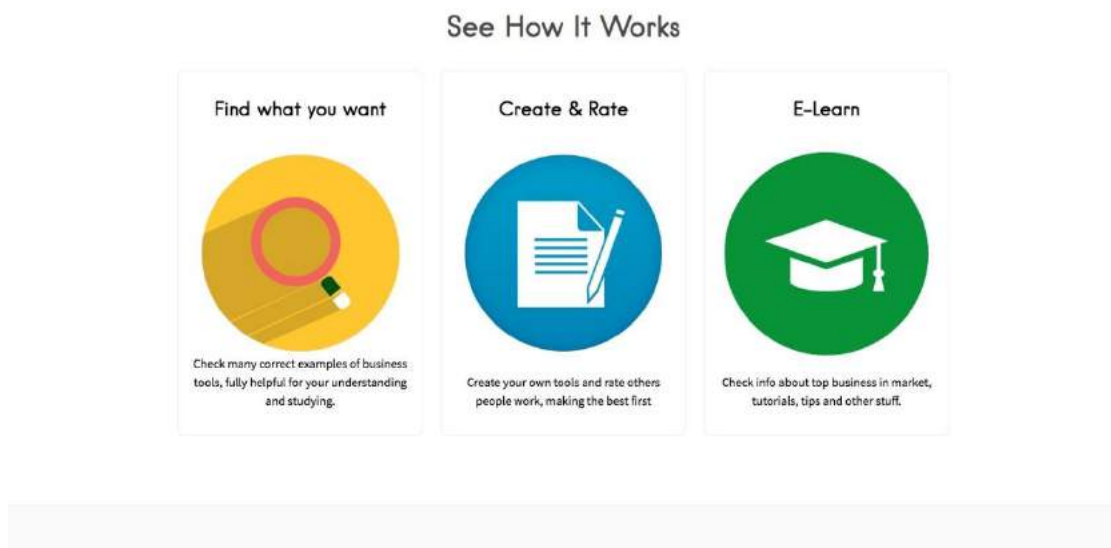 See How It Works
Find what you want
Check many correct examples of business
tools, fully helpful for your understanding
and studying.
Create & Rate
Create your own tools and rate others
people work, making the best first
E-Learn
Check info about top business in market,
tutorials, tips and other stuff.